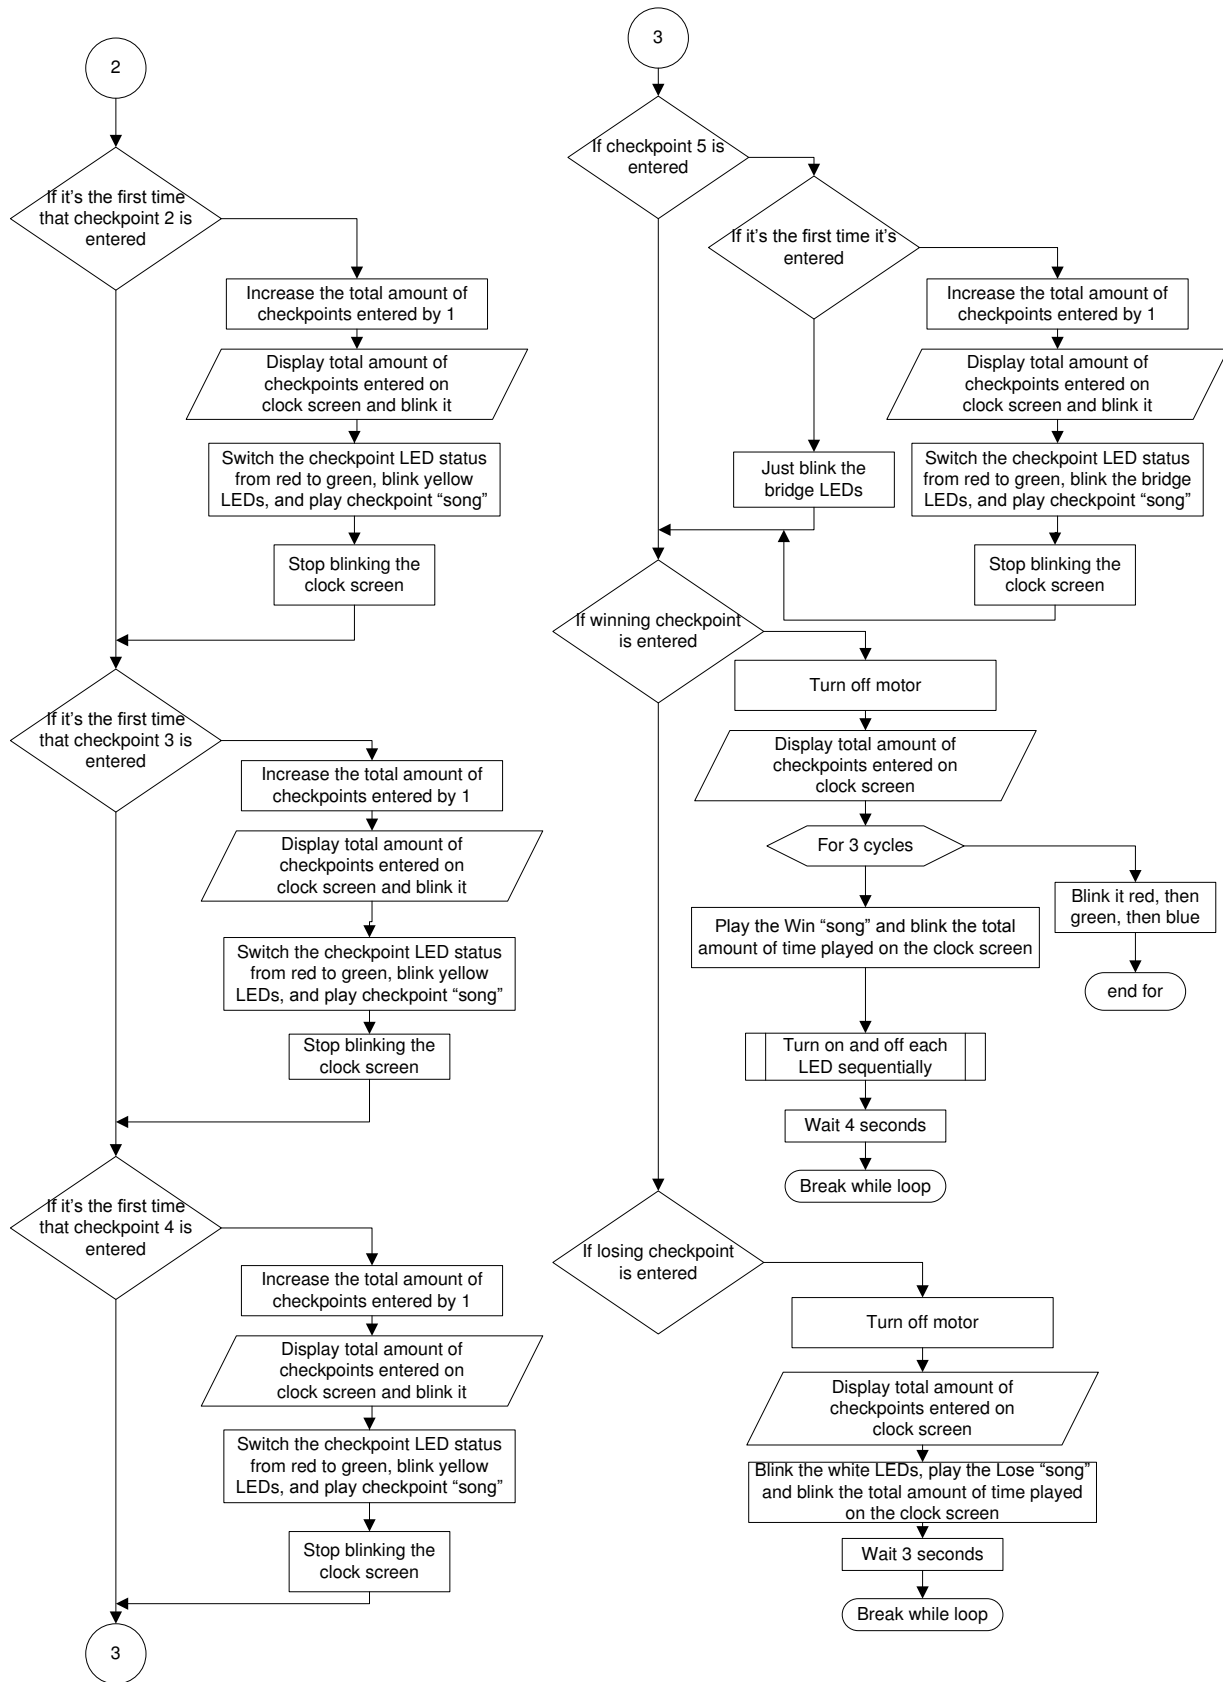 2
If it's the first time
that checkpoint 2 is
entered
Increase the total amount of
checkpoints entered by 1
Display total amount of
checkpoints entered on
clock screen and blink it
Switch the checkpoint LED status
from red to green, blink yellow
LEDs, and play checkpoint “song”
Stop blinking the
clock screen
If it's the first time
that checkpoint 3 is
entered
Increase the total amount of
checkpoints entered by 1
Display total amount of
checkpoints entered on
clock screen and blink it
Switch the checkpoint LED status
from red to green, blink yellow
LEDs, and play checkpoint “song”
Stop blinking the
clock screen
If it's the first time
that checkpoint 4 is
entered
Increase the total amount of
checkpoints entered by 1
Display total amount of
checkpoints entered on
clock screen and blink it
Switch the checkpoint LED status
from red to green, blink yellow
LEDs, and play checkpoint “song”
Stop blinking the
clock screen
3
3
If checkpoint 5 is
entered
If it's the first time it's
entered
Increase the total amount of
checkpoints entered by 1
Display total amount of
checkpoints entered on
clock screen and blink it
Just blink the
bridge LEDs
Switch the checkpoint LED status
from red to green, blink the bridge
LEDs, and play checkpoint “song”
Stop blinking the
clock screen
If winning checkpoint
is entered
Turn off motor
Display total amount of
checkpoints entered on
clock screen
For 3 cycles
Blink it red, then
green, then blue
end for
Play the Win “song” and blink the total
amount of time played on the clock screen
Turn on and off each
LED sequentially
Wait 4 seconds
Break while loop
If losing checkpoint
is entered
Turn off motor
Display total amount of
checkpoints entered on
clock screen
Blink the white LEDs, play the Lose “song”
and blink the total amount of time played
on the clock screen
Wait 3 seconds
Break while loop